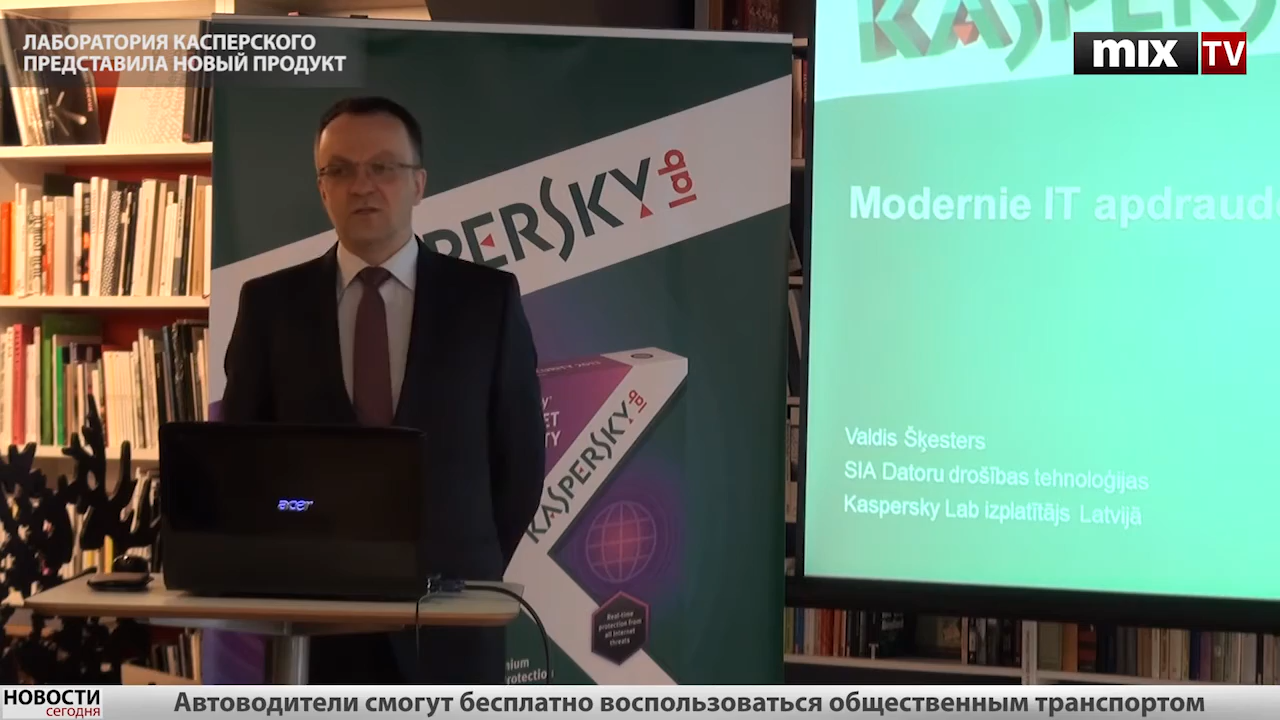 ЛАБОРАТОРИЯ КАСПЕРСКОГО
ПРЕДСТАВИЛА НОВЫЙ ПРОДУКТ
mix TV
KASPERS
PERSKY lab
Modernie IT apdraud
Valdis Šķesters
SIA Datoru drošības tehnoloģijas
Kaspersky Lab izplatītājs Latvijā
KASPERSKY lab
acer
Real-time
protection from
all Internet
threats
НОВОСТИ
сегодня
Автоводители смогут бесплатно воспользоваться общественным транспортом